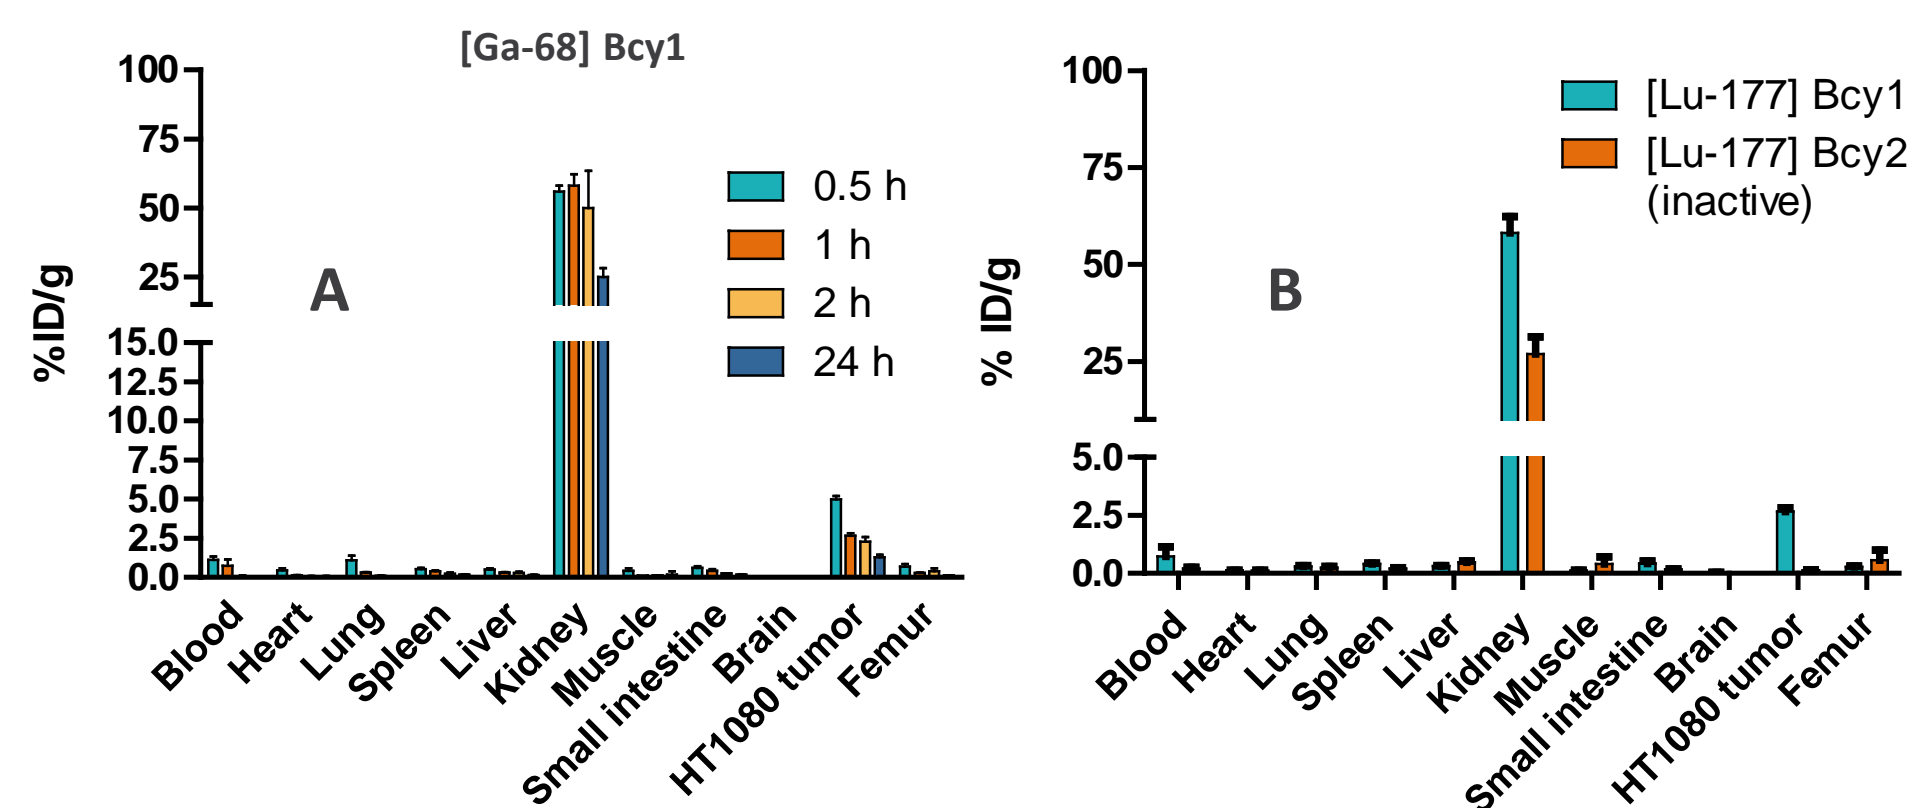 [Ga-68] Bcy1
%ID/g
100
75
50
25
15.0
12.5
10.0
7.5
5.0
2.5
0.0
A
0.5 h
1 h
2 h
24 h
Blood
Heart
Lung
Spleen
Liver
Kidney
Muscle
Small intestine
Brain
HT1080 tumor
Femur
% ID/g
100
75
50
25
5.0
2.5
0.0
B
[Lu-177] Bcy1
[Lu-177] Bcy2
(inactive)
Blood
Heart
Lung
Spleen
Liver
Kidney
Muscle
Small intestine
Brain
HT1080 tumor
Femur